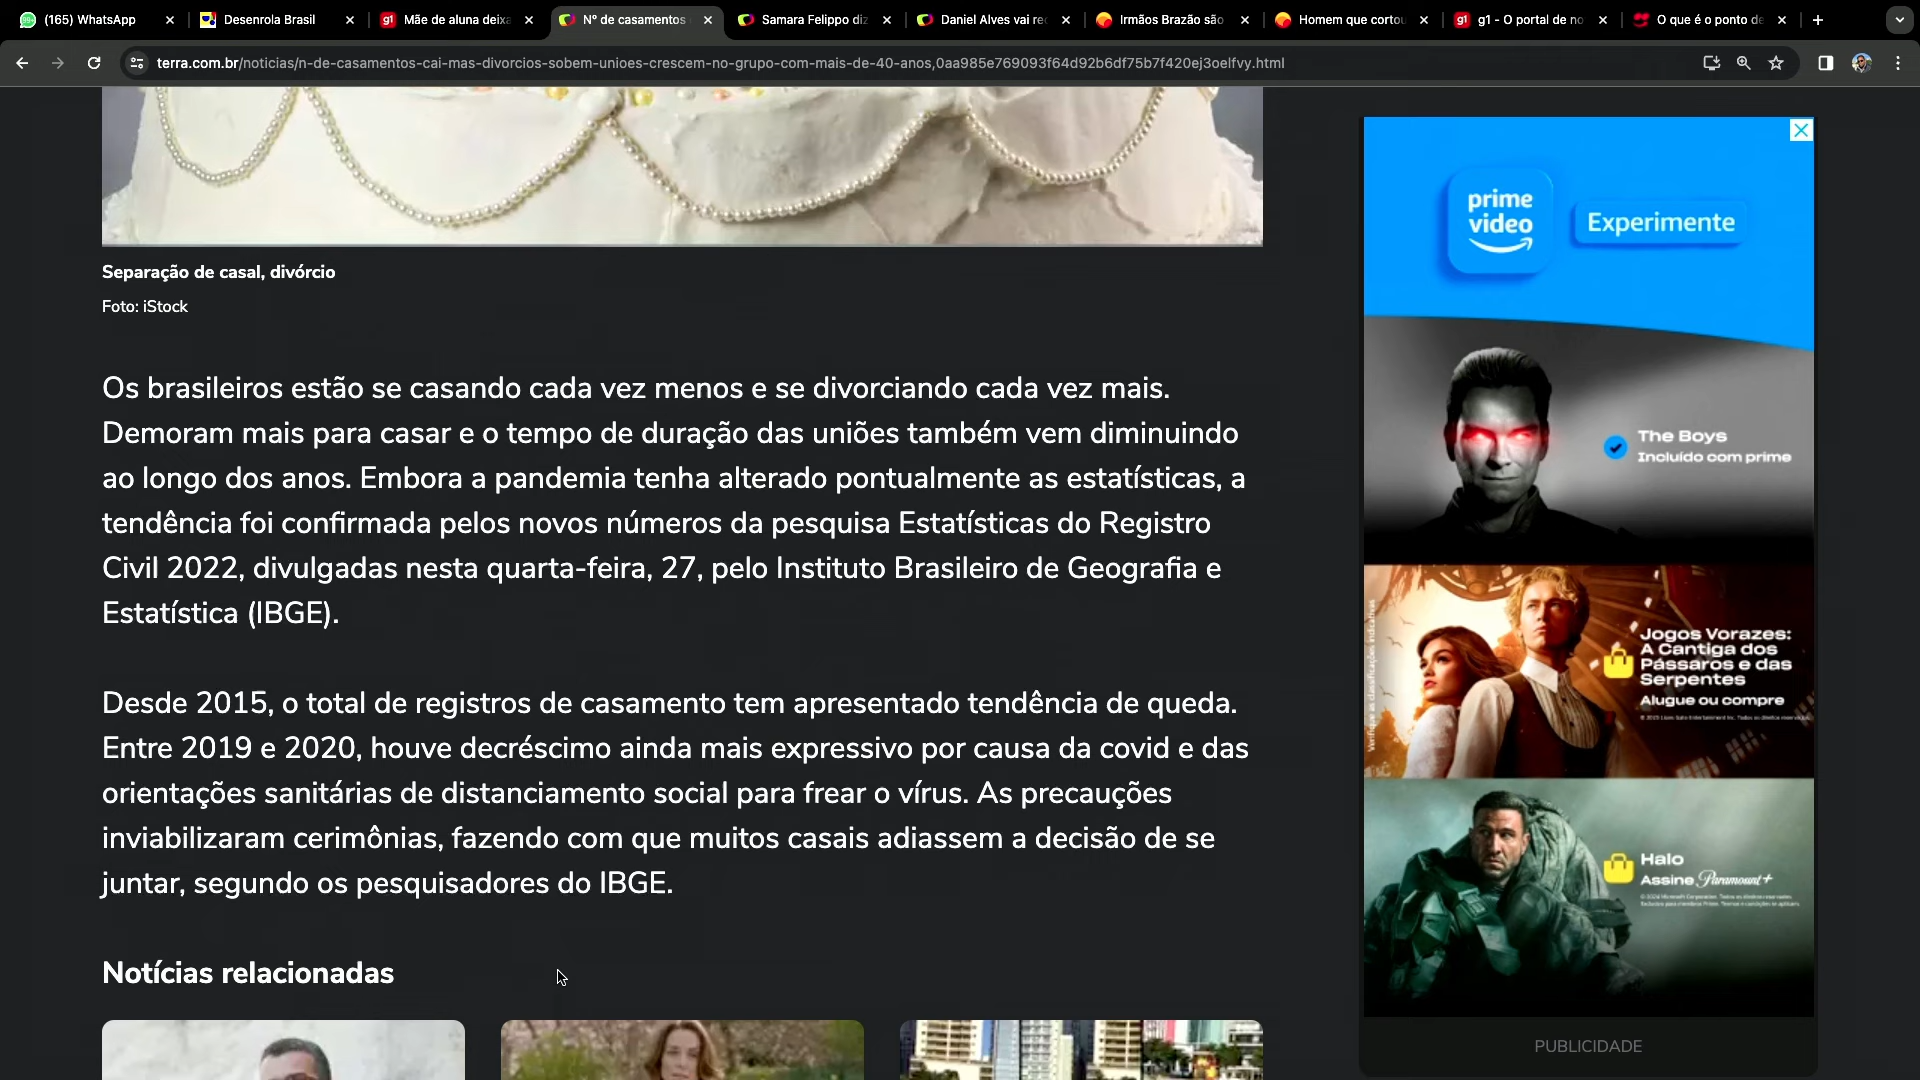 (165) WhatsApp
Desenrola Brasil
Mãe de aluna deixa
Nº de casamentos
Samara Felippo diz
Daniel Alves vai re
Irmãos Brazão são
Homem que cortou
g1 - O portal de no
O que é o ponto de
terra.com.br/noticias/n-de-casamentos-cai-mas-divorcios-sobem-unioes-crescem-no-grupo-com-mais-de-40-anos,0aa985e769093f64d92b6df75b7f420ej3oelfvy.html
Separação de casal, divórcio
Foto: iStock
Os brasileiros estão se casando cada vez menos e se divorciando cada vez mais.
Demoram mais para casar e o tempo de duração das uniões também vem diminuindo
ao longo dos anos. Embora a pandemia tenha alterado pontualmente as estatísticas, a
tendência foi confirmada pelos novos números da pesquisa Estatísticas do Registro
Civil 2022, divulgadas nesta quarta-feira, 27, pelo Instituto Brasileiro de Geografia e
Estatística (IBGE).
Desde 2015, o total de registros de casamento tem apresentado tendência de queda.
Entre 2019 e 2020, houve decréscimo ainda mais expressivo por causa da covid e das
orientações sanitárias de distanciamento social para frear o vírus. As precauções
inviabilizaram cerimônias, fazendo com que muitos casais adiassem a decisão de se
juntar, segundo os pesquisadores do IBGE.
Notícias relacionadas
prime
video
Experimente
The Boys
Incluído com prime
Verifique as classificações indicativas
Jogos Vorazes:
A Cantiga dos
Pássaros e das
Serpentes
Alugue ou compre
Halo
Assine Paramount+
PUBLICIDADE